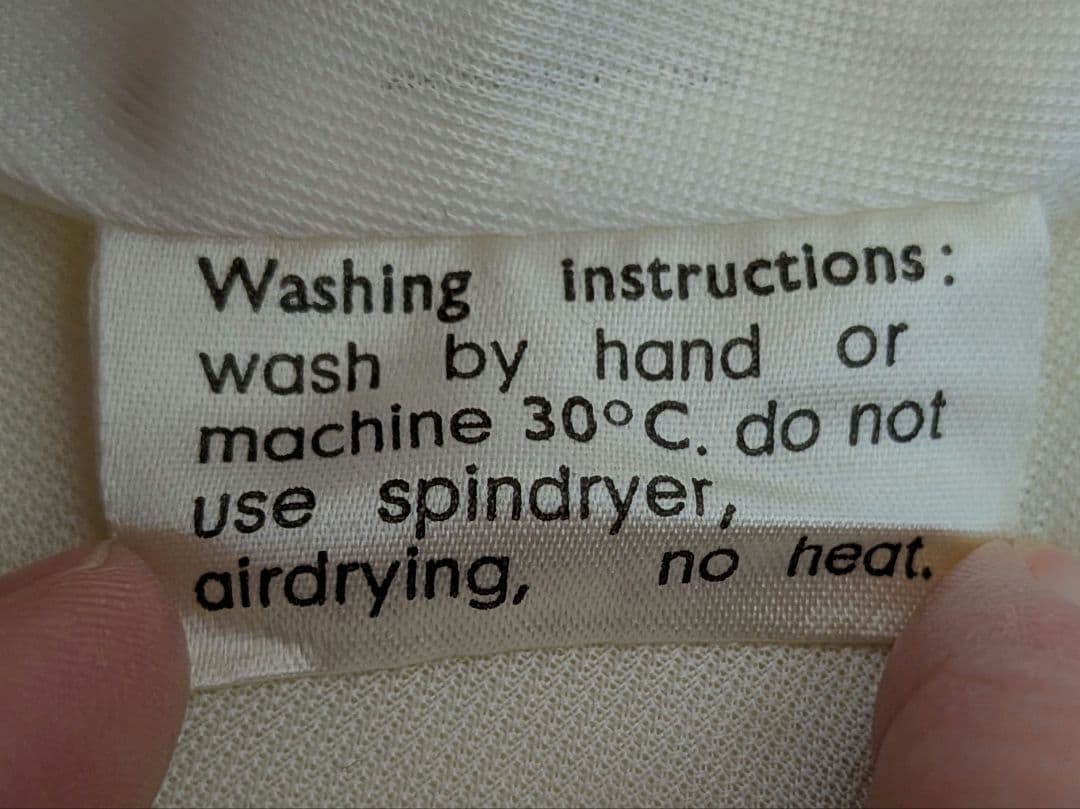 Washing instructions:
wash by hand or
machine 30°C. do not
use spindryer,
airdrying, no heat.